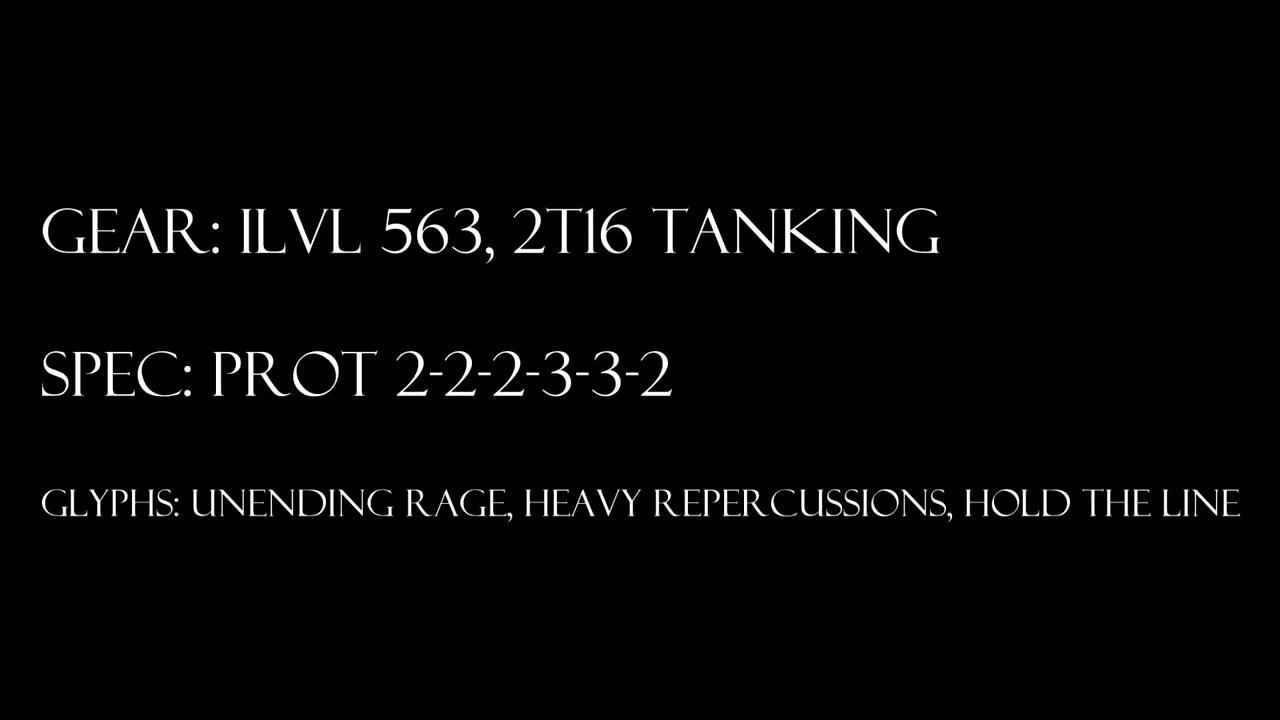 GEAR: ILVL 563, 2T16 TANKING
SPEC: PROT 2-2-2-3-3-2
GLYPHS: UNENDING RAGE, HEAVY REPERCUSSIONS, HOLD THE LINE